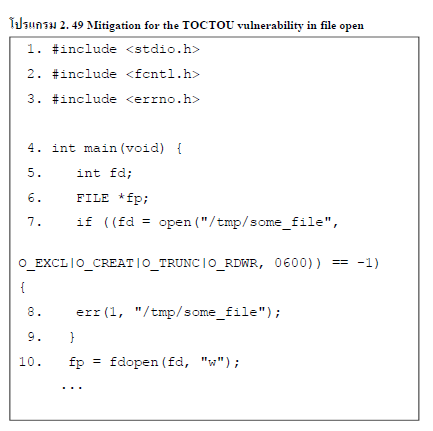 โปรแกรม 2. 49 Mitigation for the TOCTOU vulnerability in file open
1. #include <stdio.h>
2. #include <fcntl.h>
3. #include <errno.h>
4. int main(void) {
5. int fd;
6. FILE *fp;
7. if ((fd = open("/tmp/some_file",
O_EXCL|O_CREAT|O_TRUNC|O_RDWR, 0600)) == -1)
{
8. err(1, "/tmp/some_file");
9. }
10. fp = fdopen(fd, "w");
...